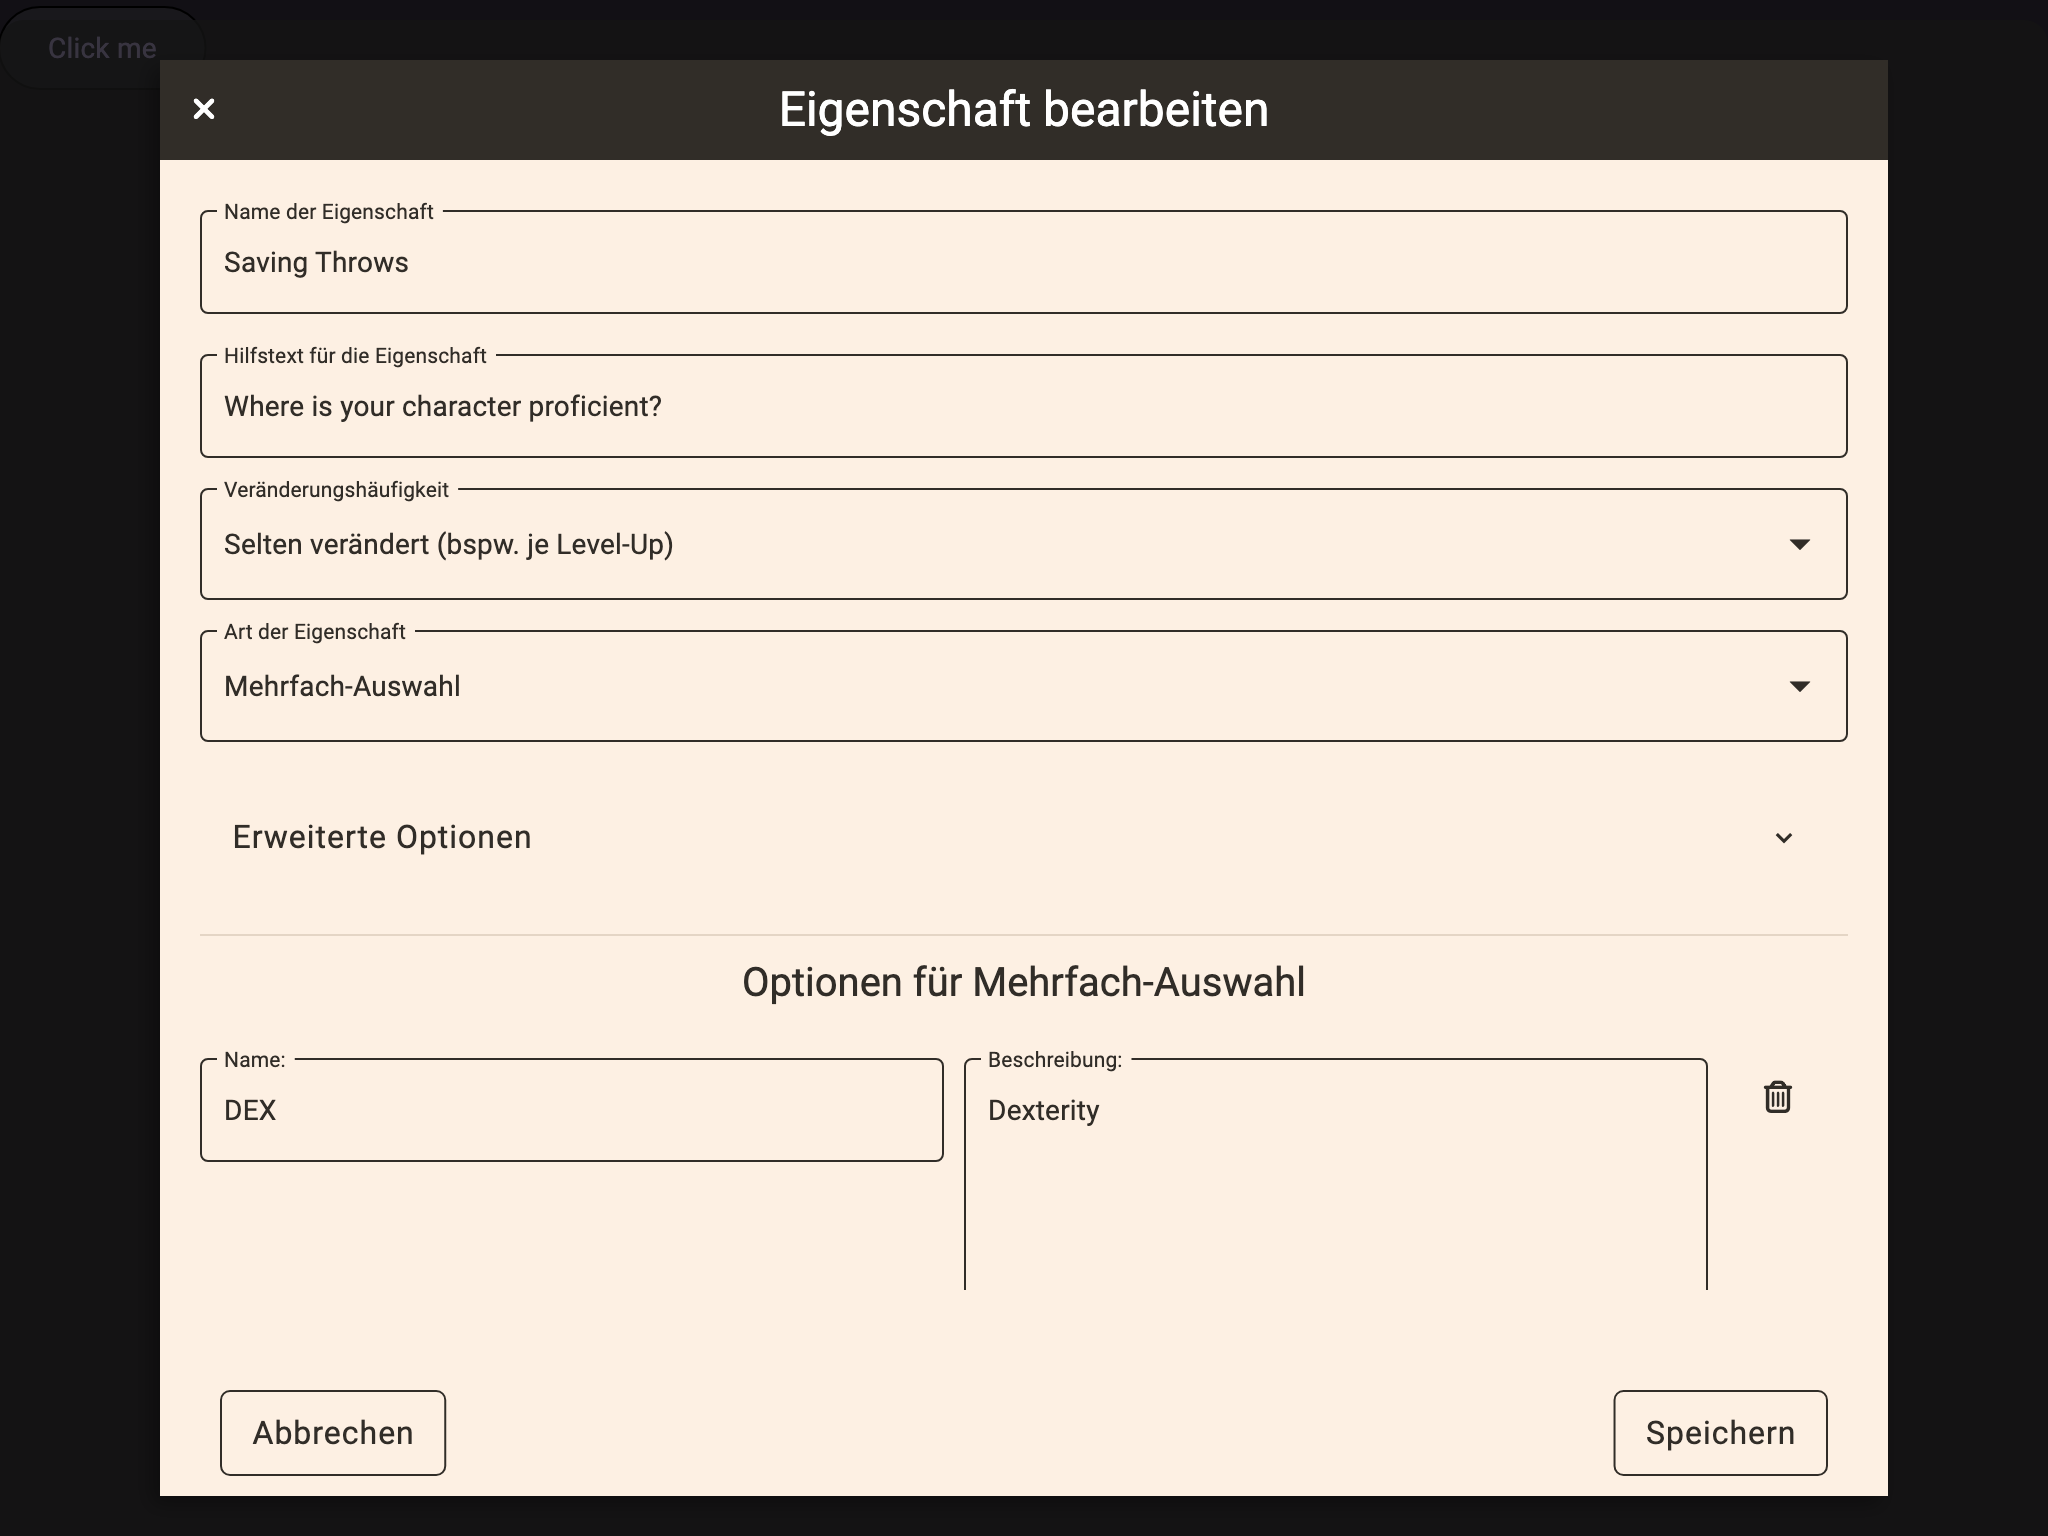 Click me
Eigenschaft bearbeiten
Name der Eigenschaft
Saving Throws
Hilfstext für die Eigenschaft
Where is your character proficient?
Veränderungshäufigkeit
Selten verändert (bspw. je Level-Up)
Art der Eigenschaft
Mehrfach-Auswahl
Erweiterte Optionen
Optionen für Mehrfach-Auswahl
Name:
DEX
Beschreibung:
Dexterity
Abbrechen
Speichern